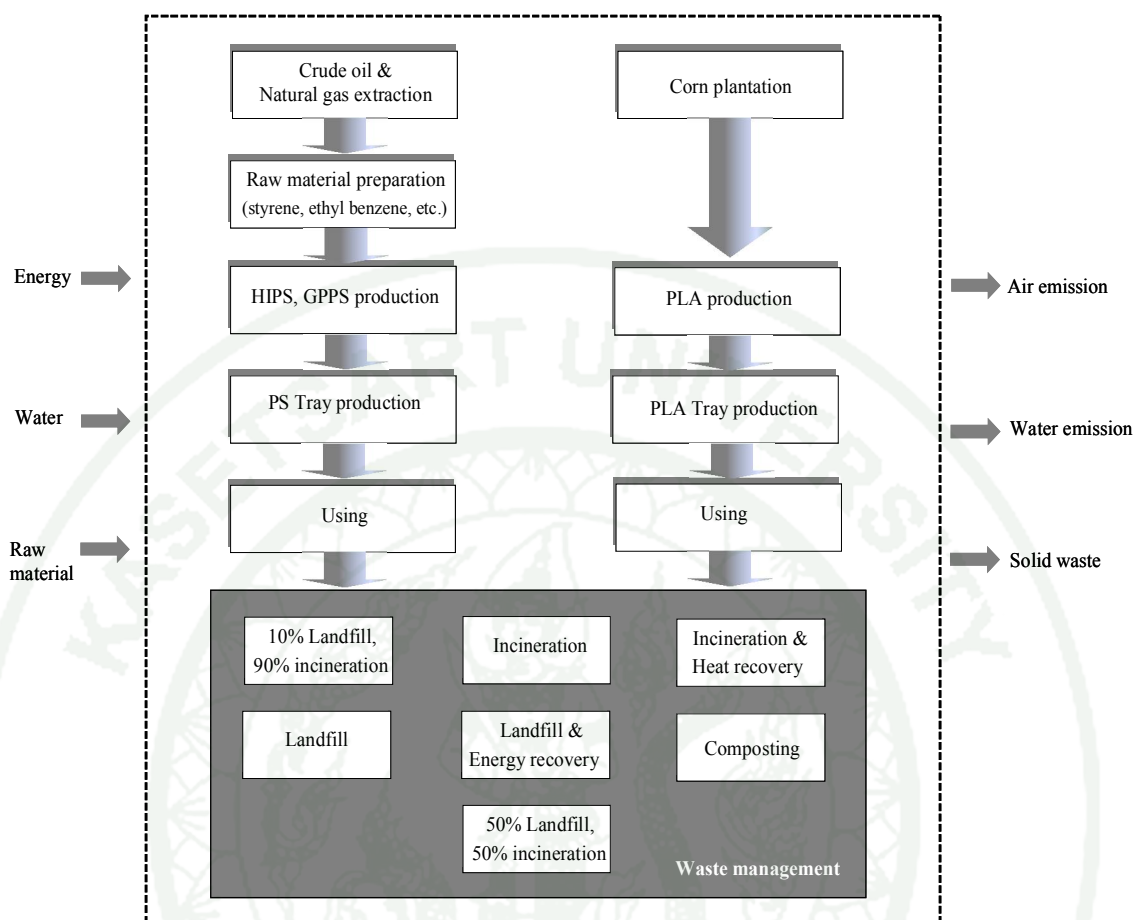 Crude oil &
Natural gas extraction
Corn plantation
Raw material preparation
(styrene, ethyl benzene, etc.)
Energy
HIPS, GPPS production
PLA production
Air emission
Water
PS Tray production
PLA Tray production
Water emission
Raw
material
Using
Using
Solid waste
10% Landfill,
90% incineration
Incineration
Incineration &
Heat recovery
Landfill
Landfill &
Energy recovery
Composting
50% Landfill,
50% incineration
Waste management
KASETSART UNIVERSITY